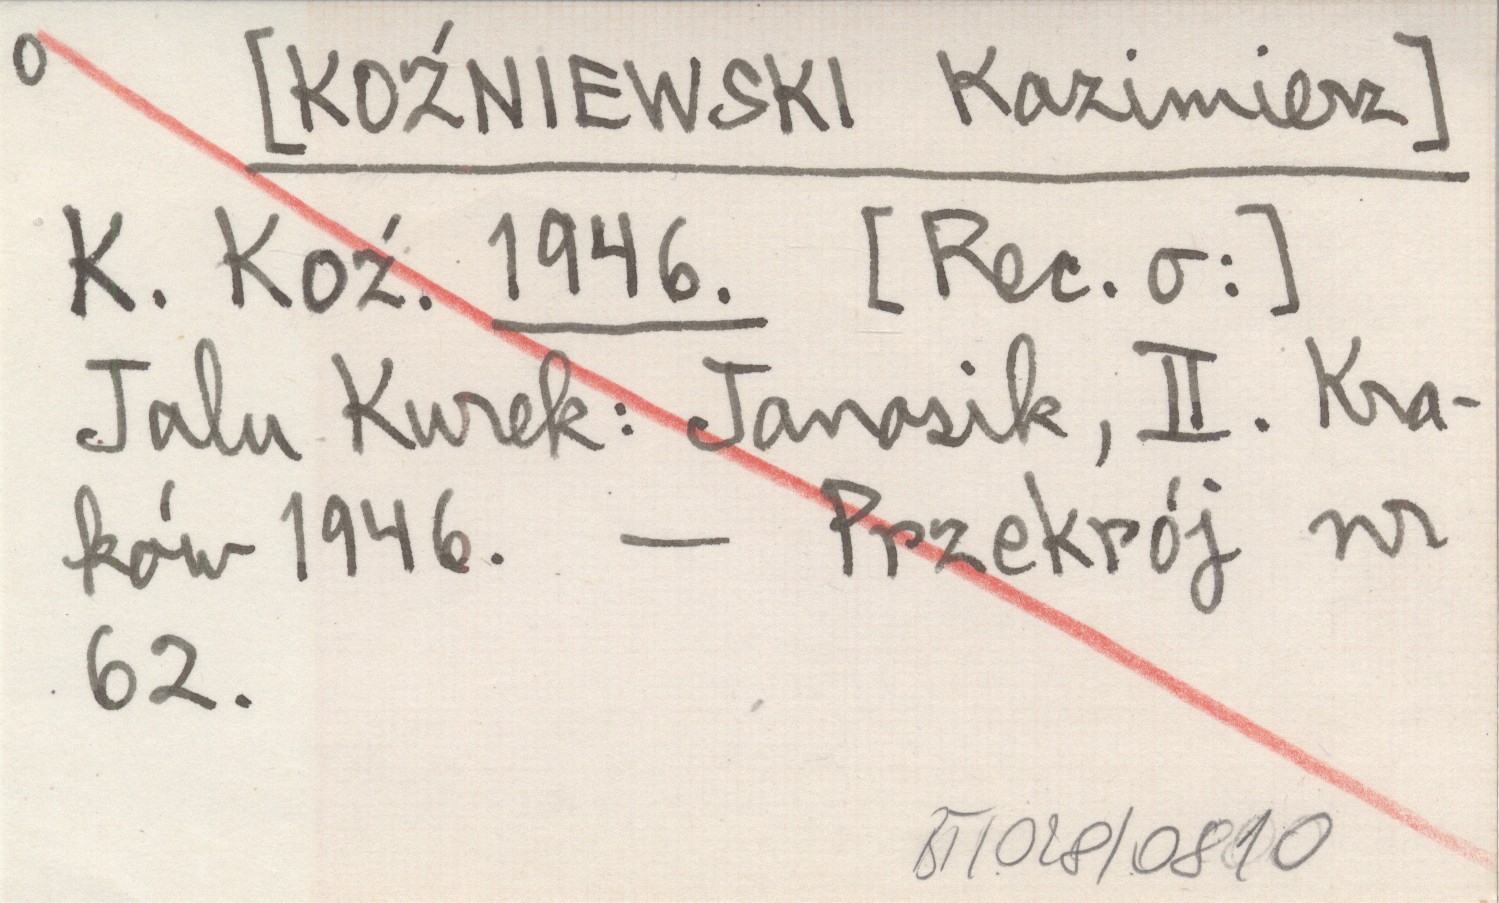 o [KOŹNIEWSKI Kazimierz]
K. Koź. 1946. [Rec. o:]
Jalu Kurek: Janosik, II. Kra-
ków 1946. — Przekrój nr
62.
BT/028/0810